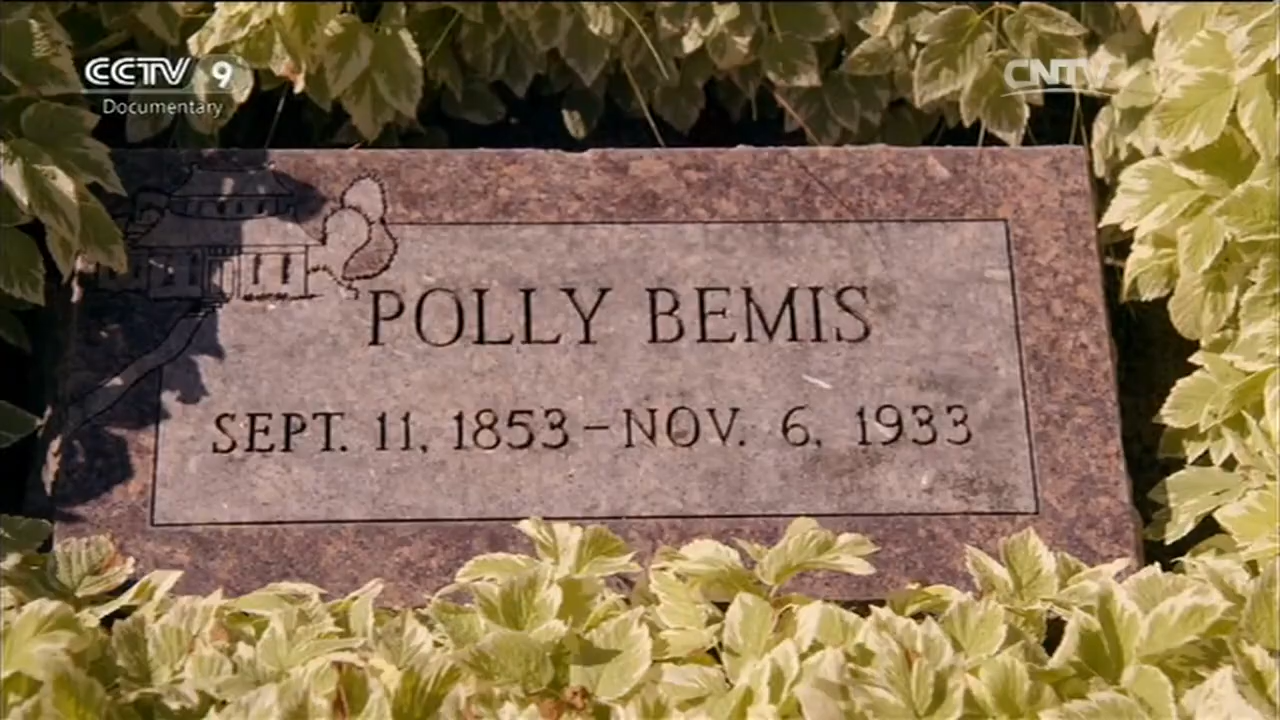 CCTV 9
Documentary
CNTV
POLLY BEMIS
SEPT. 11, 1853 – NOV. 6, 1933